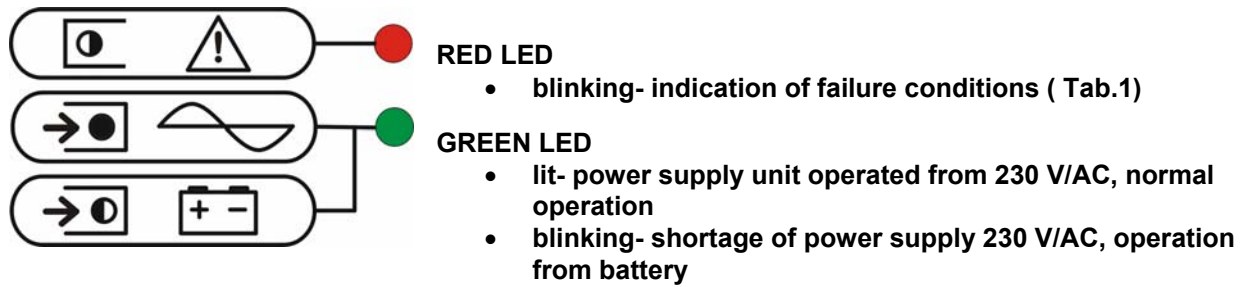 RED LED
• blinking- indication of failure conditions ( Tab.1)
GREEN LED
• lit- power supply unit operated from 230 V/AC, normal
operation
• blinking- shortage of power supply 230 V/AC, operation
from battery